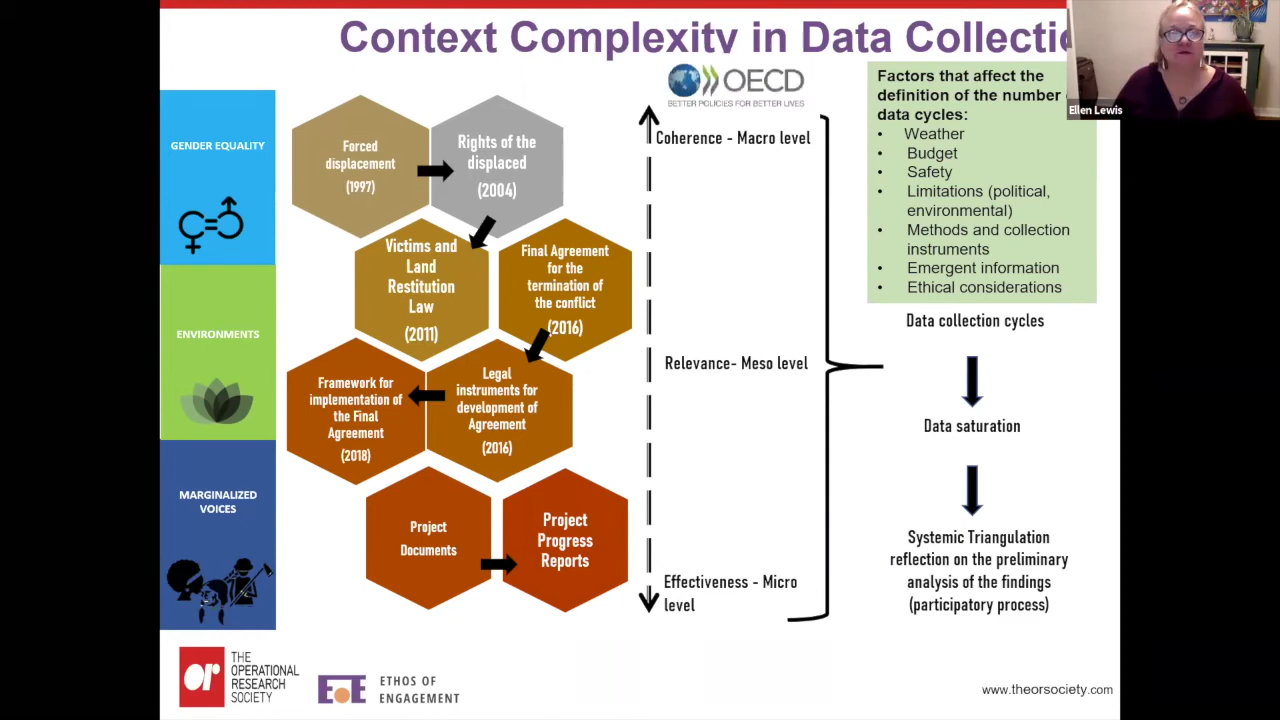 Context Complexity in Data Collectio
GENDER EQUALITY
ENVIRONMENTS
MARGINALIZED
VOICES
Forced
displacement
(1997)
Rights of the
displaced
(2004)
Victims and
Land
Restitution
Law
(2011)
Final Agreement
for the
termination of
the conflict
(2016)
Framework for
implementation of
the Final
Agreement
(2018)
Legal
instruments for
development of
Agreement
(2016)
Project
Documents
Project
Progress
Reports
OECD
BETTER POLICIES FOR BETTER LIVES
Coherence - Macro level
Relevance- Meso level
Effectiveness - Micro
level
Factors that affect the
definition of the number
data cycles:
• Weather
• Budget
• Safety
• Limitations (political,
environmental)
• Methods and collection
instruments
• Emergent information
• Ethical considerations
Data collection cycles
Data saturation
Systemic Triangulation
reflection on the preliminary
analysis of the findings
(participatory process)
Ellen Lewis
or
THE
OPERATIONAL
RESEARCH
SOCIETY
EoE
ETHOS OF
ENGAGEMENT
www.theorsociety.com